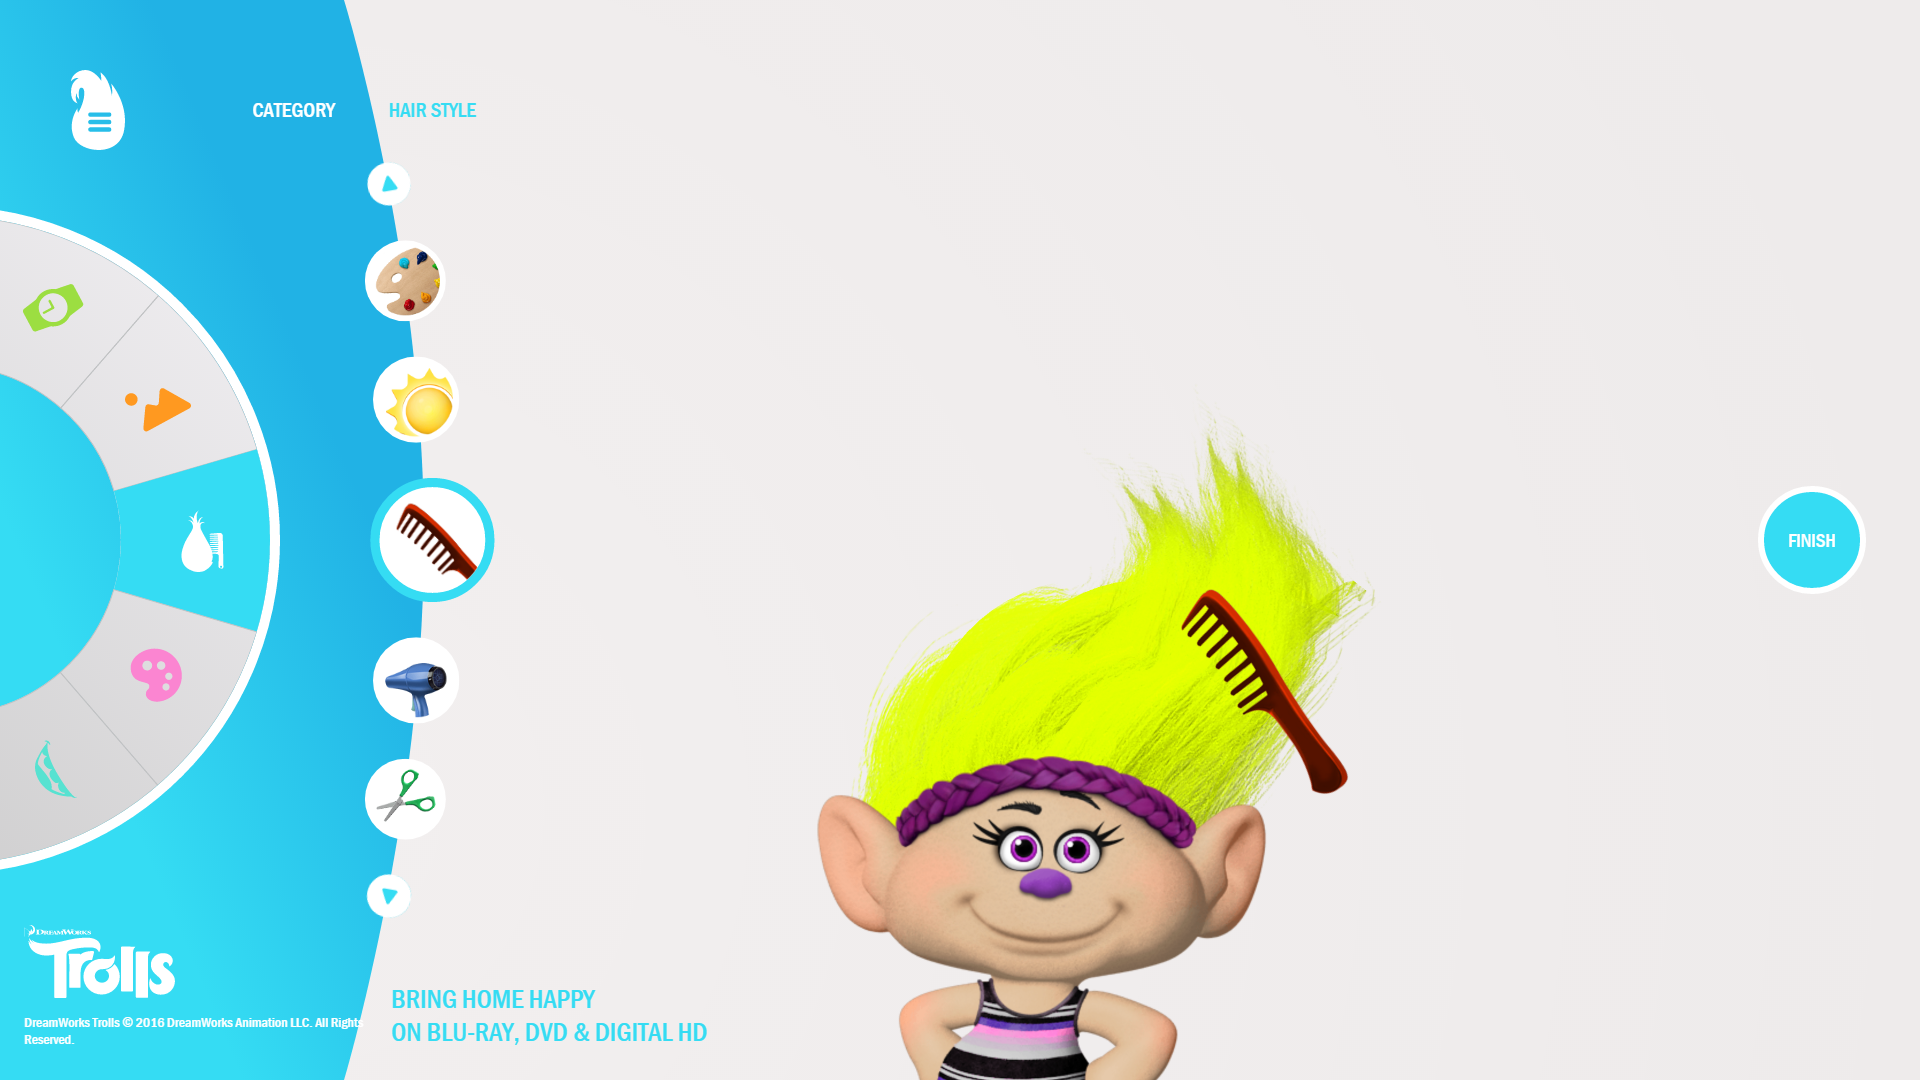 CATEGORY
HAIR STYLE
FINISH
DREAMWORKS
Trolls
DreamWorks Trolls © 2016 DreamWorks Animation LLC. All Rights
Reserved.
BRING HOME HAPPY
ON BLU-RAY, DVD & DIGITAL HD